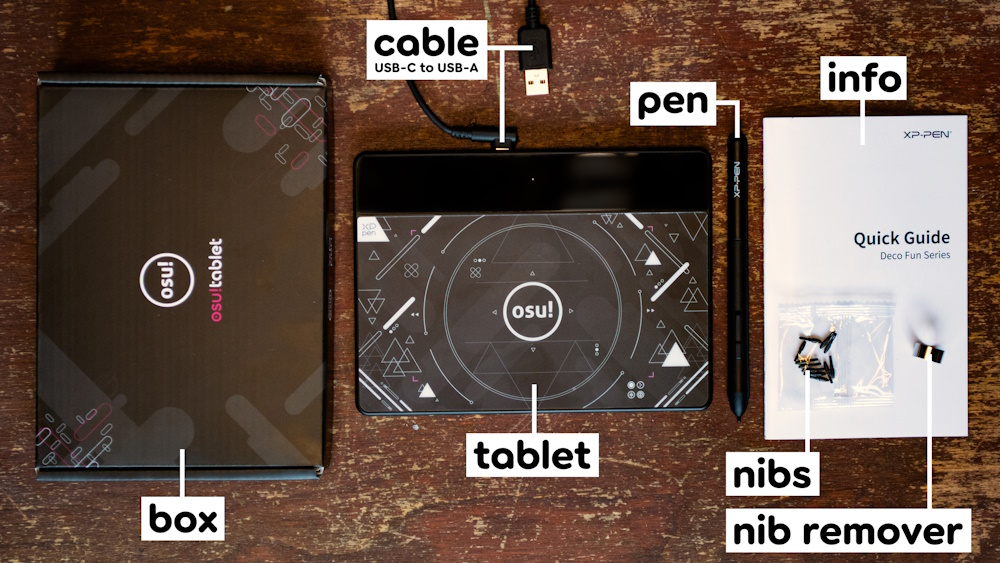 cable
USB-C to USB-A
pen
info
XP-PEN
XPPEN
xp
pen
Quick Guide
Deco Fun Series
osu!
osu!tablet
osu!
tablet
nibs
box
nib remover